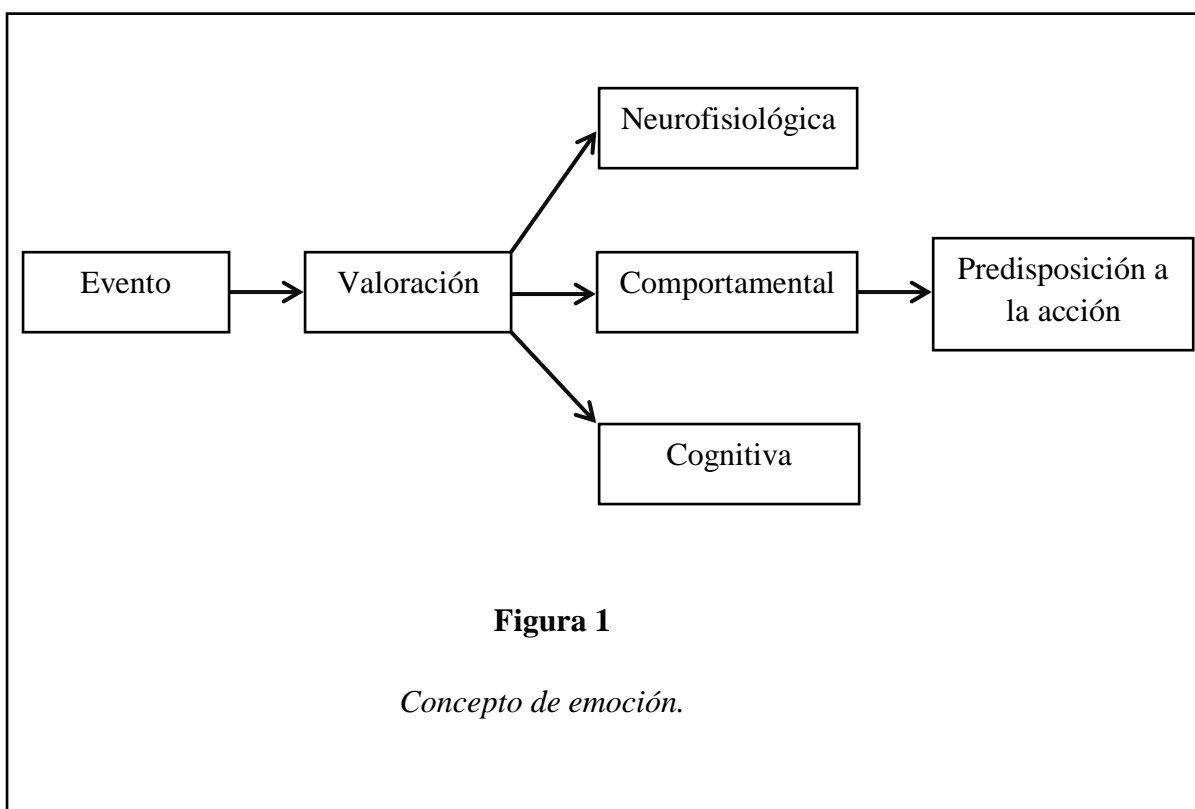 Neurofisiológica
Evento
Valoración
Comportamental
Predisposición a
la acción
Cognitiva
Figura 1
Concepto de emoción.